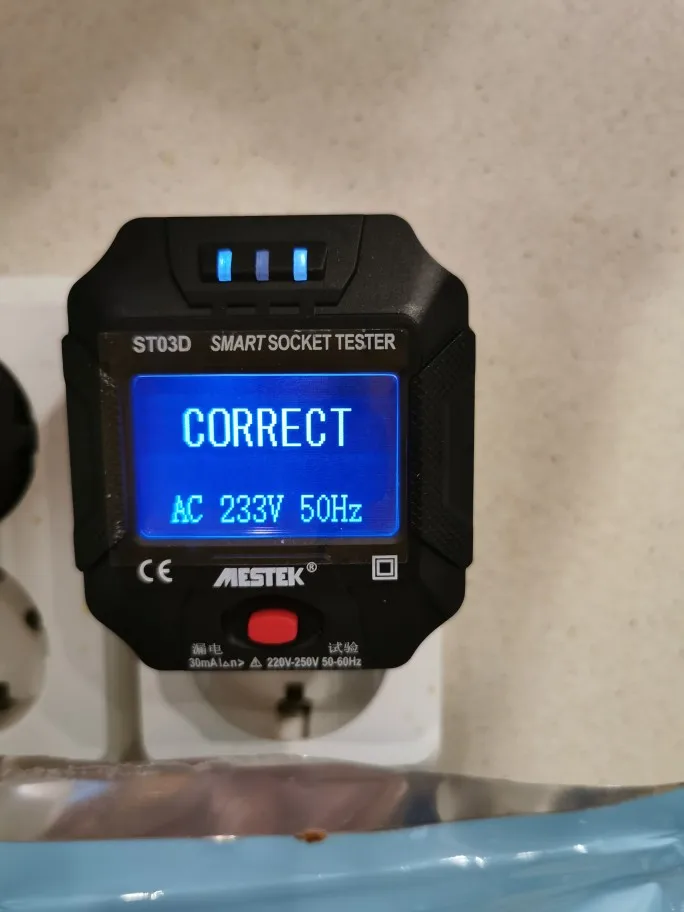 ST03D SMART SOCKET TESTER
CORRECT
AC 233V 50Hz
CE MESTEK®
漏电 试验
30mA I△n> ⚠ 220V-250V 50-60Hz